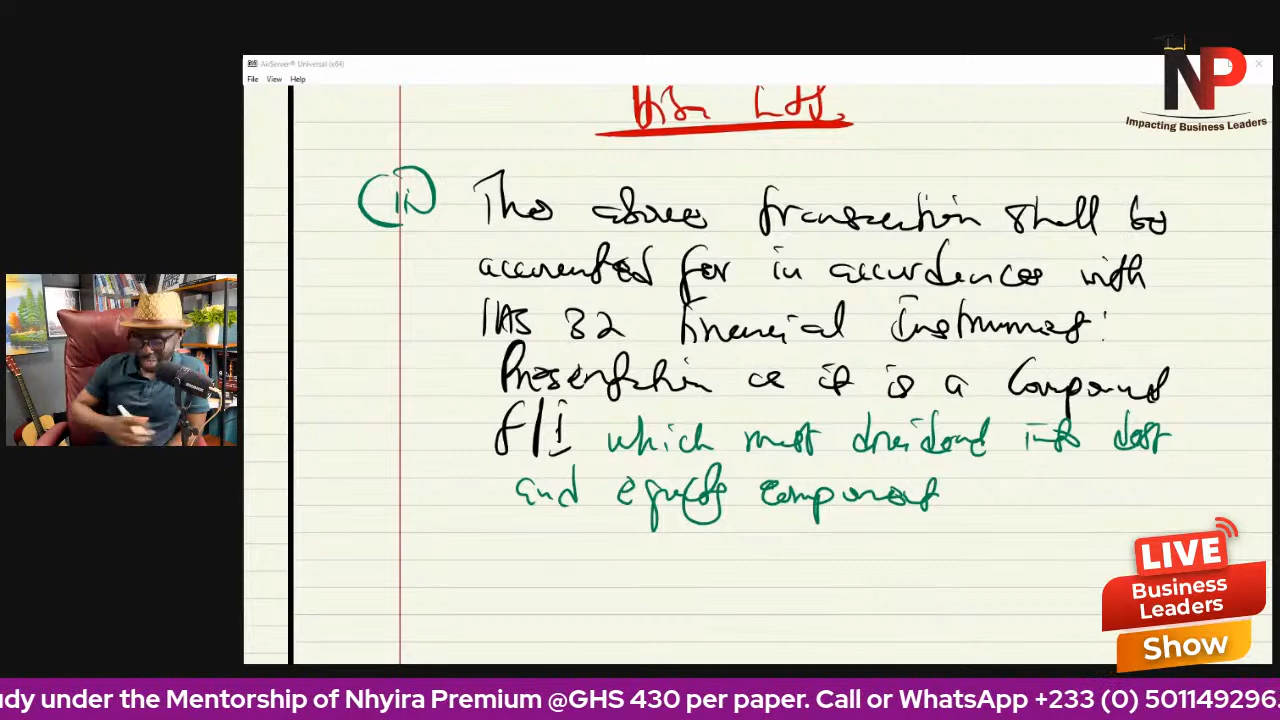 NP
Impacting Business Leaders
AirServer® Universal (x64)
File View Help
Ltd.
(ii) The above transaction shall be
accounted for in accordance with
IAS 32 Financial Instrument:
Presentation as it is a Compound
F/I which must dividend into debt
and equity component
LIVE
Business
Leaders
Show
udy under the Mentorship of Nhyira Premium @GHS 430 per paper. Call or WhatsApp +233 (0) 501149296.